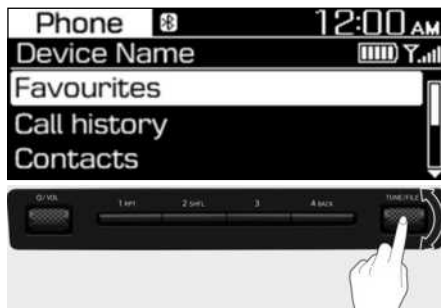 Phone 12:00 AM
Device Name
Favourites
Call history
Contacts
⏻/VOL 1 RPT 2 SHFL 3 4 BACK TUNE/FILE